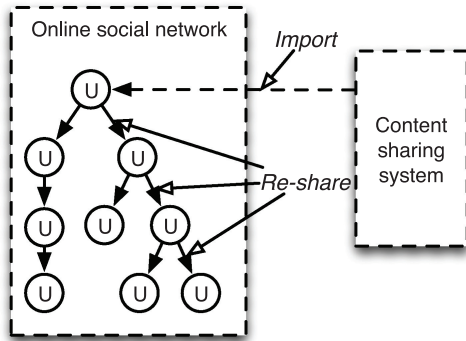 Online social network
Import
U
Content
sharing
system
U
U
Re-share
U
U
U
U
U
U